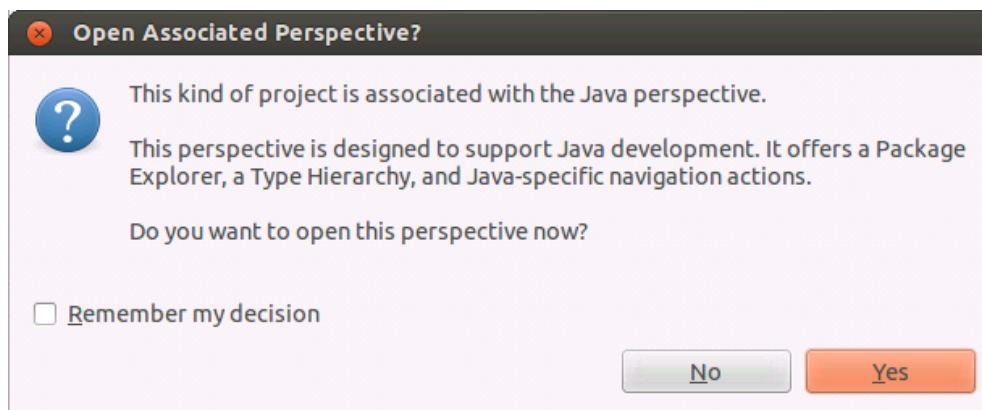 Open Associated Perspective?
This kind of project is associated with the Java perspective.
This perspective is designed to support Java development. It offers a Package
Explorer, a Type Hierarchy, and Java-specific navigation actions.
Do you want to open this perspective now?
Remember my decision
No
Yes